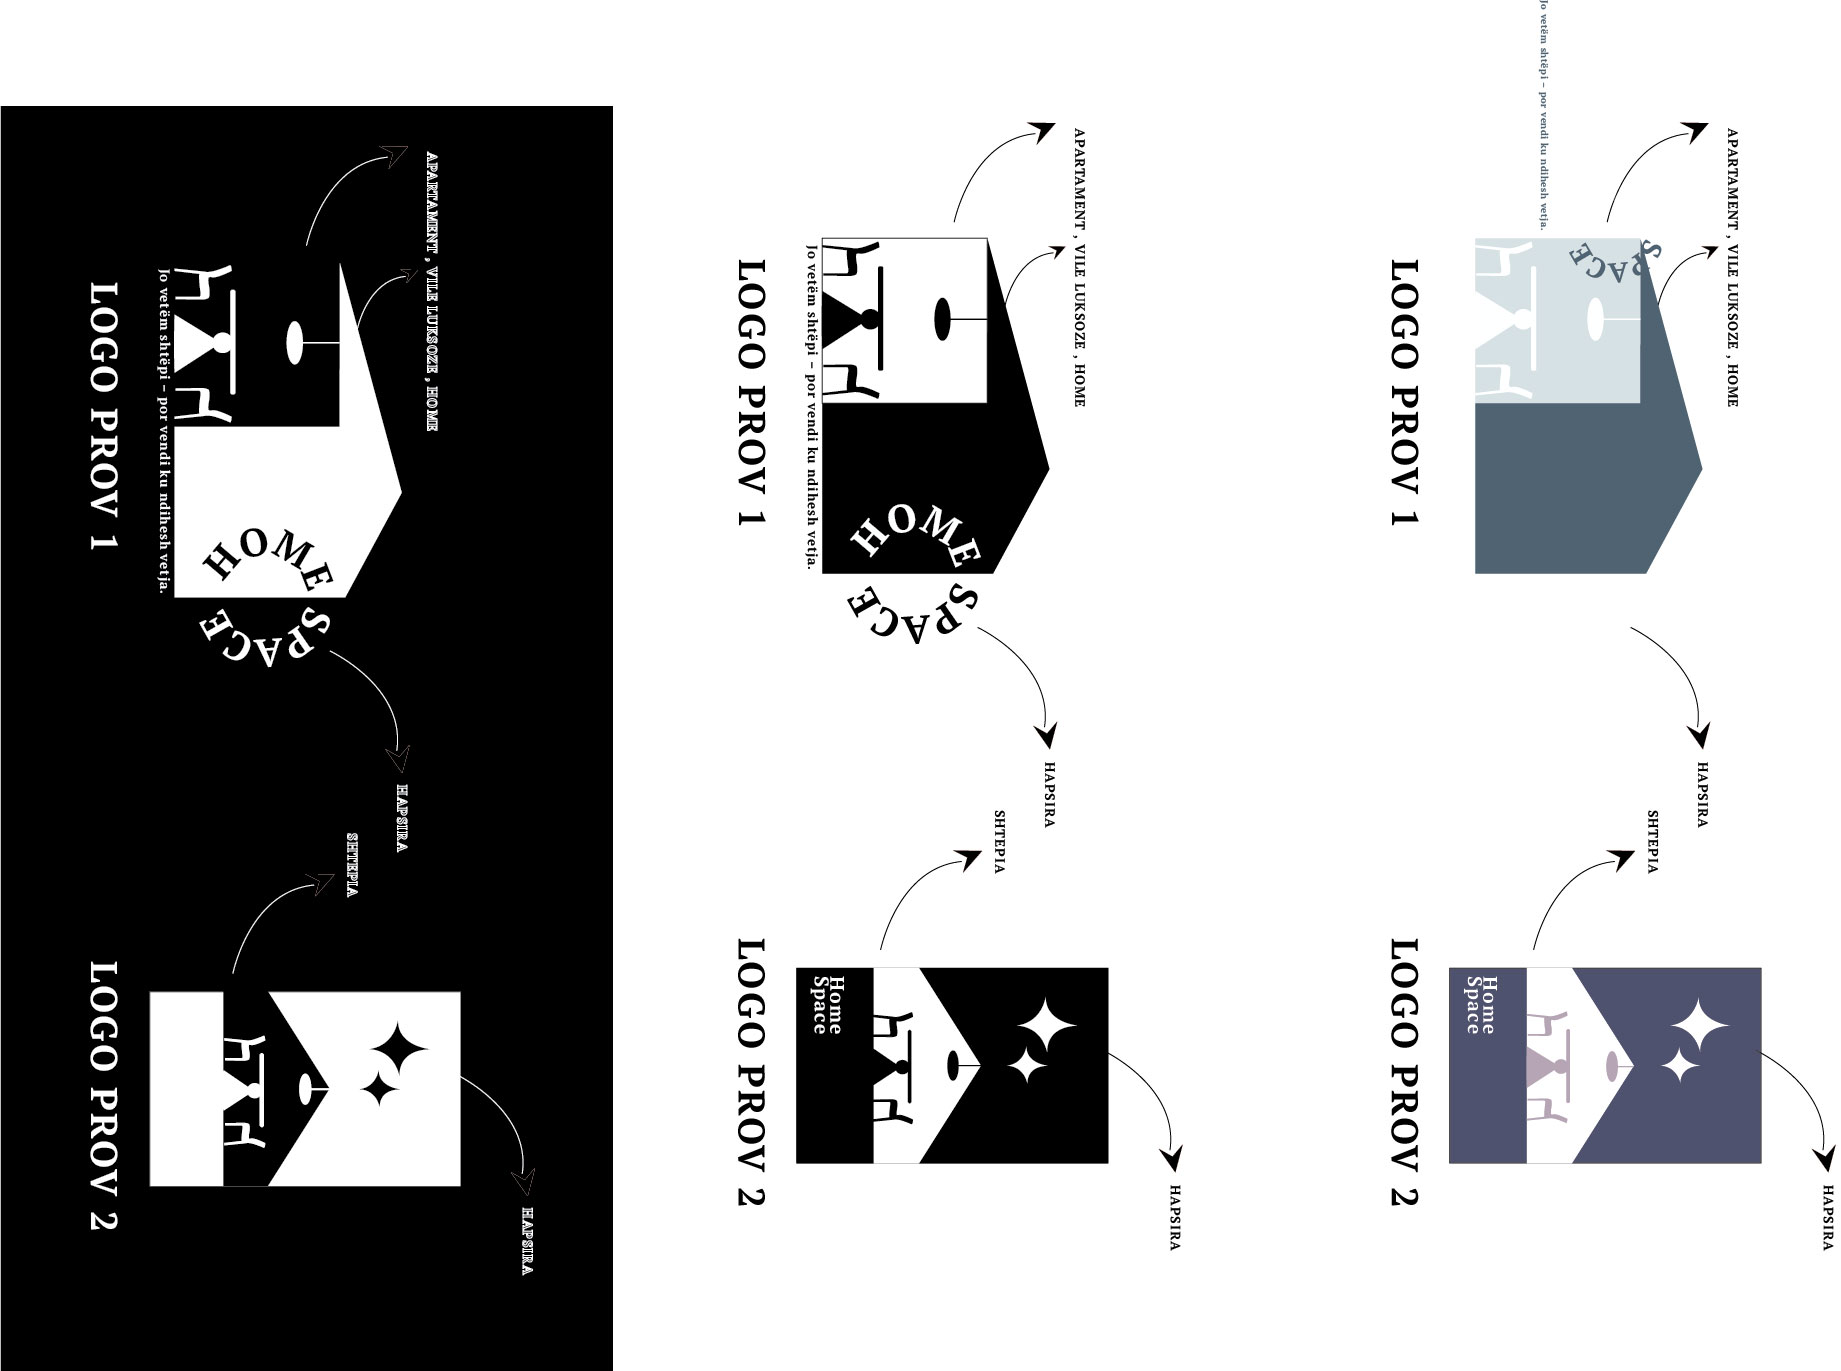 APARTAMENT , VILE LUKSOZE , HOME
HAPSIRA
SPACE
Jo vetëm shtëpi – por vendi ku ndihesh vetja.
LOGO PROV 1
HAPSIRA
SHTEPIA
Home
Space
LOGO PROV 2
APARTAMENT , VILE LUKSOZE , HOME
HAPSIRA
HOME
SPACE
Jo vetëm shtëpi – por vendi ku ndihesh vetja.
LOGO PROV 1
HAPSIRA
SHTEPIA
Home
Space
LOGO PROV 2
APARTAMENT , VILE LUKSOZE , HOME
HAPSIRA
HOME
SPACE
Jo vetëm shtëpi – por vendi ku ndihesh vetja.
LOGO PROV 1
HAPSIRA
SHTEPIA
LOGO PROV 2